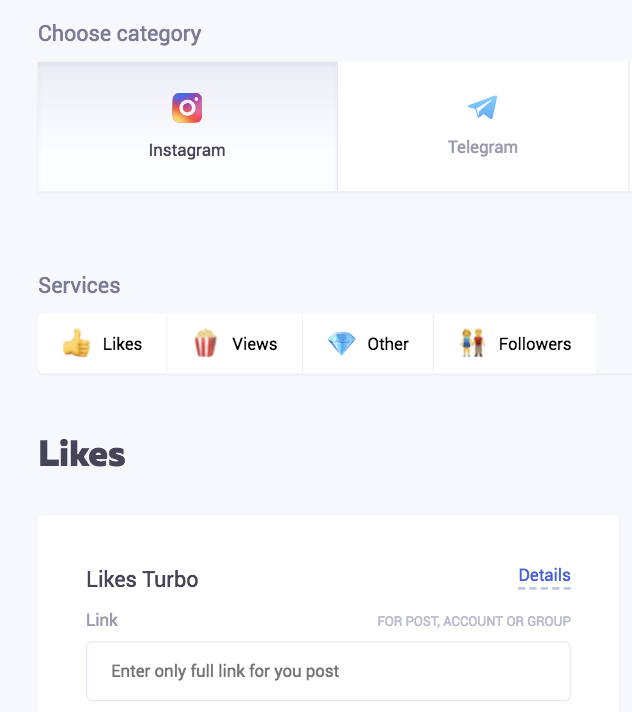 Choose category
Instagram
Telegram
Services
Likes
Views
Other
Followers
Likes
Likes Turbo
Details
Link
FOR POST, ACCOUNT OR GROUP
Enter only full link for you post